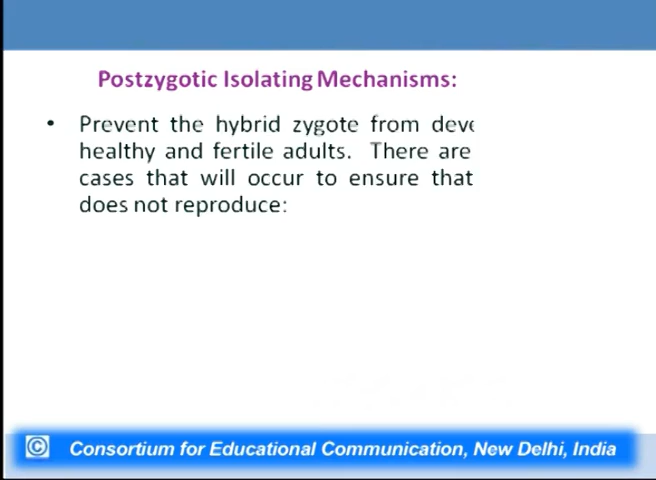 Postzygotic Isolating Mechanisms:
• Prevent the hybrid zygote from deve
healthy and fertile adults. There are
cases that will occur to ensure that
does not reproduce:
© Consortium for Educational Communication, New Delhi, India